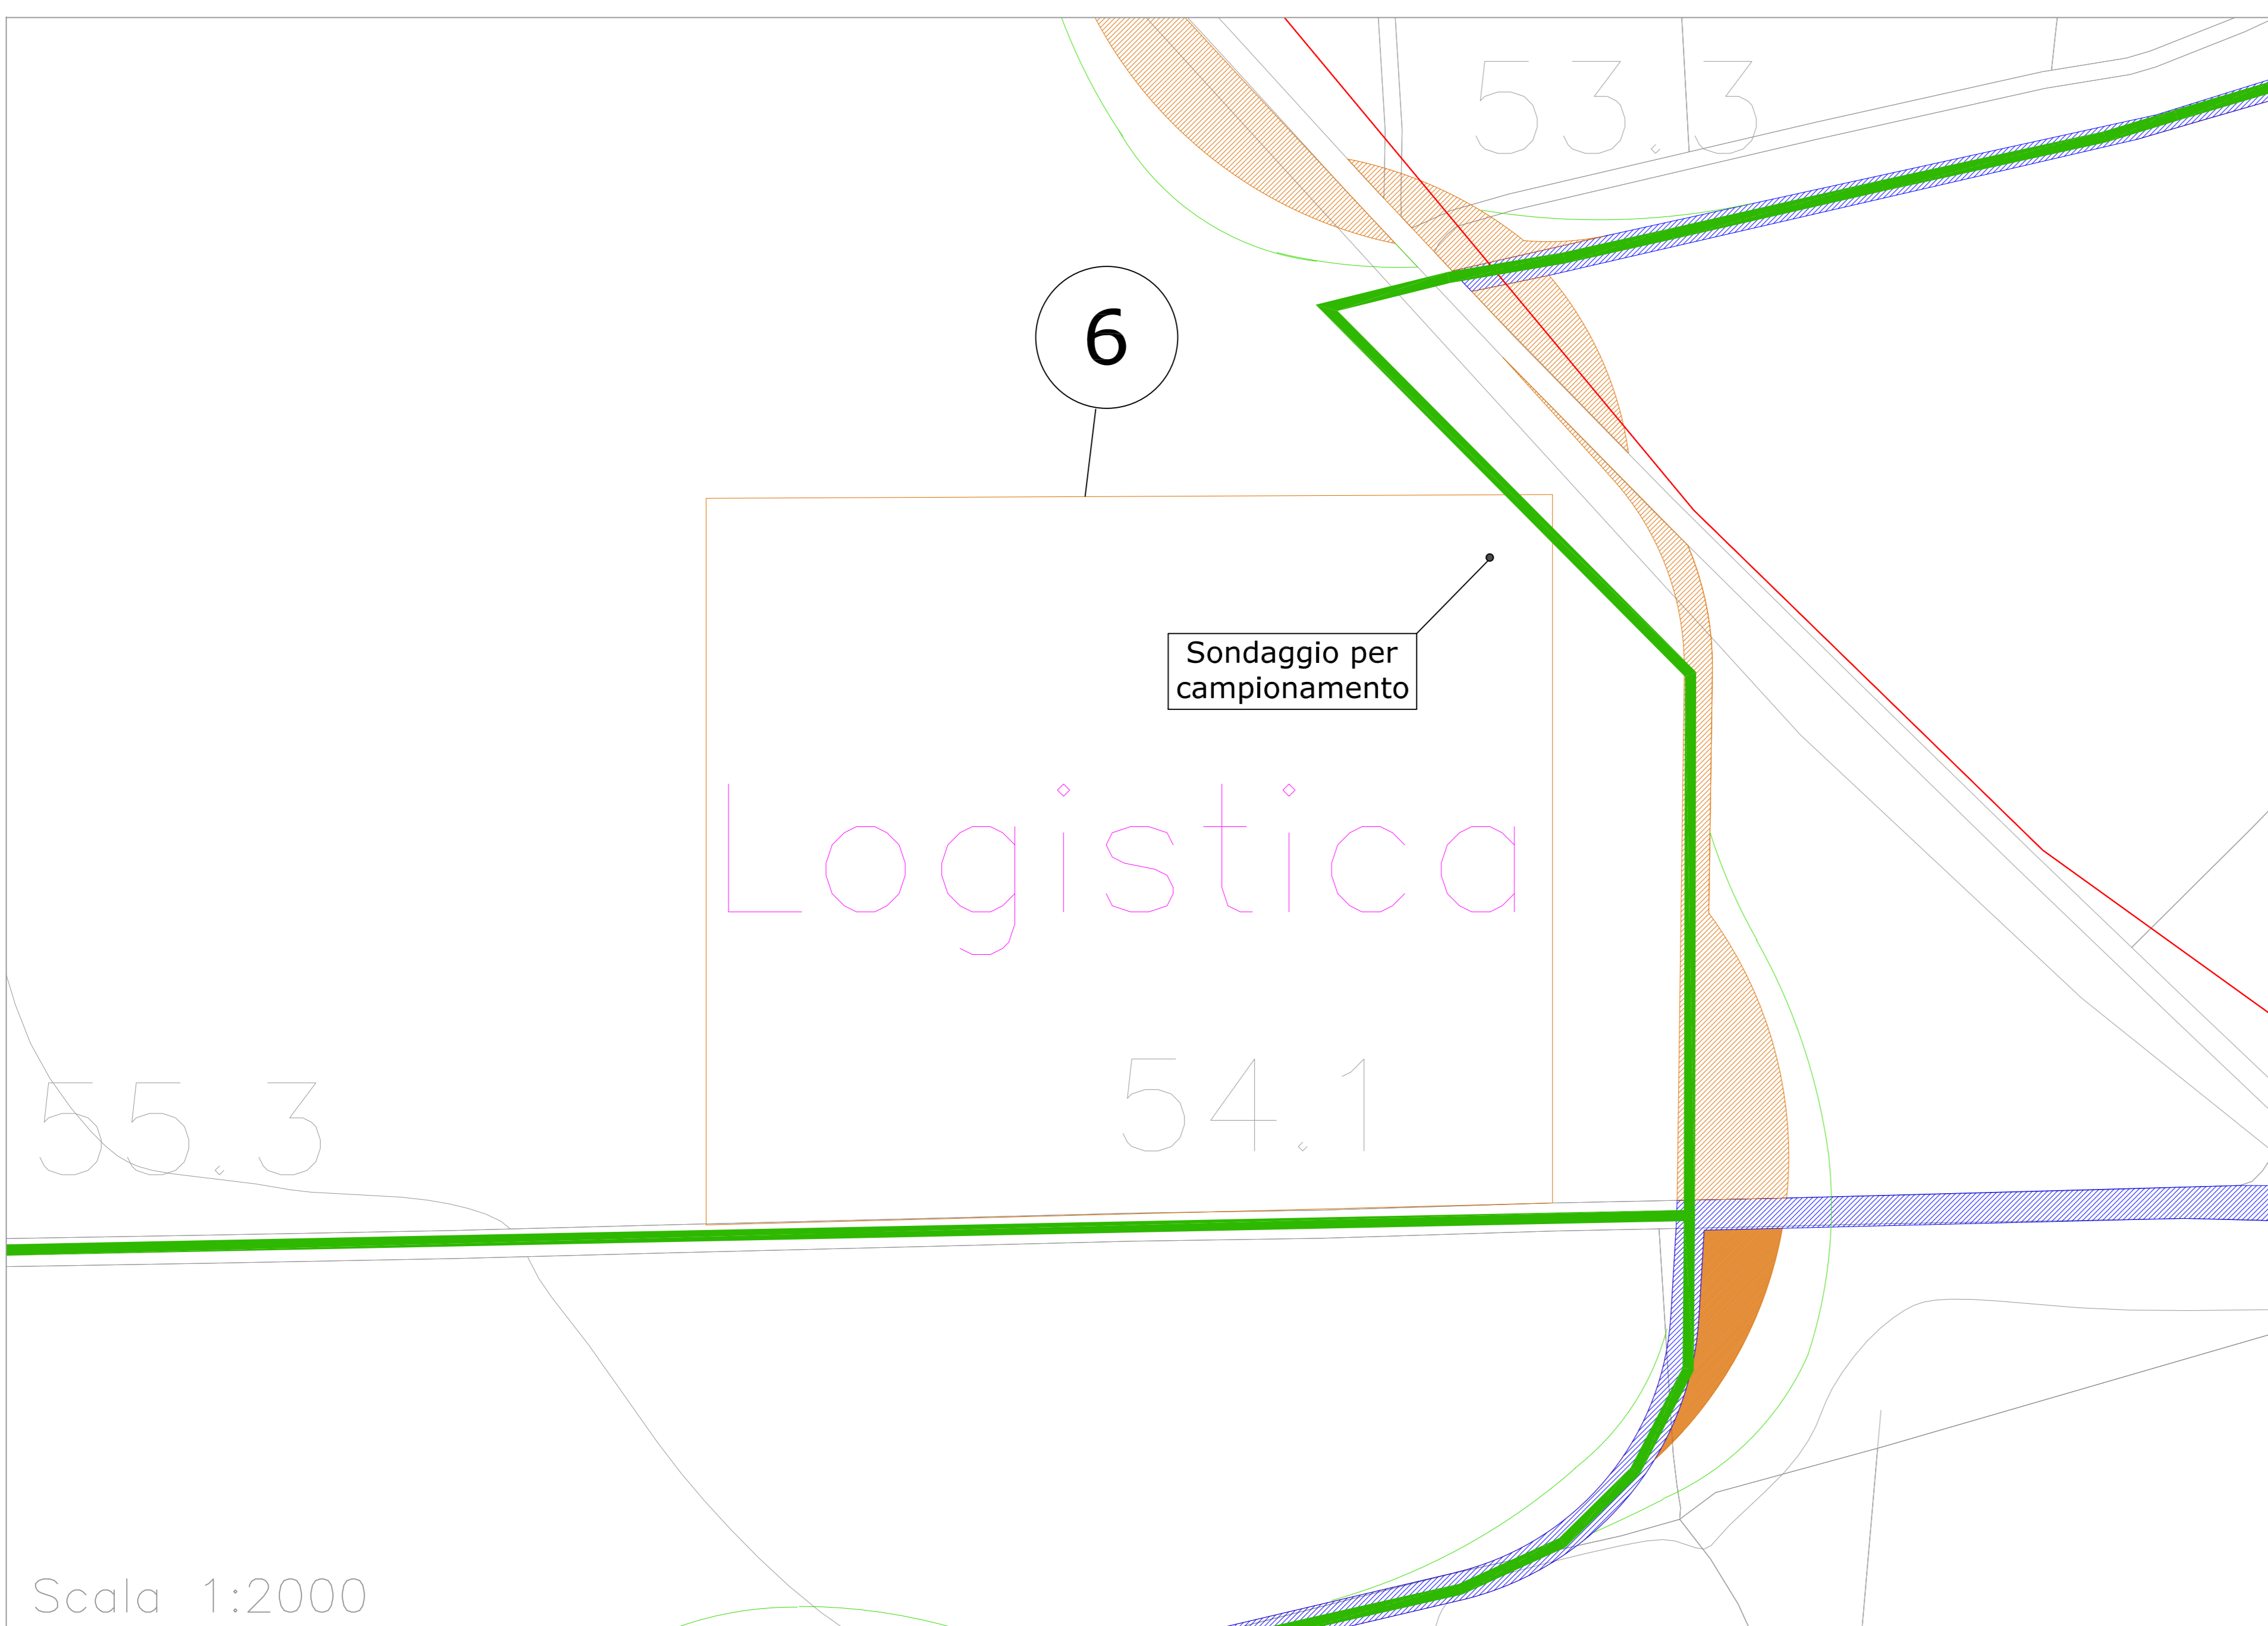 53.3
6
Sondaggio per
campionamento
Logistica
54.1
55.3
Scala 1:2000